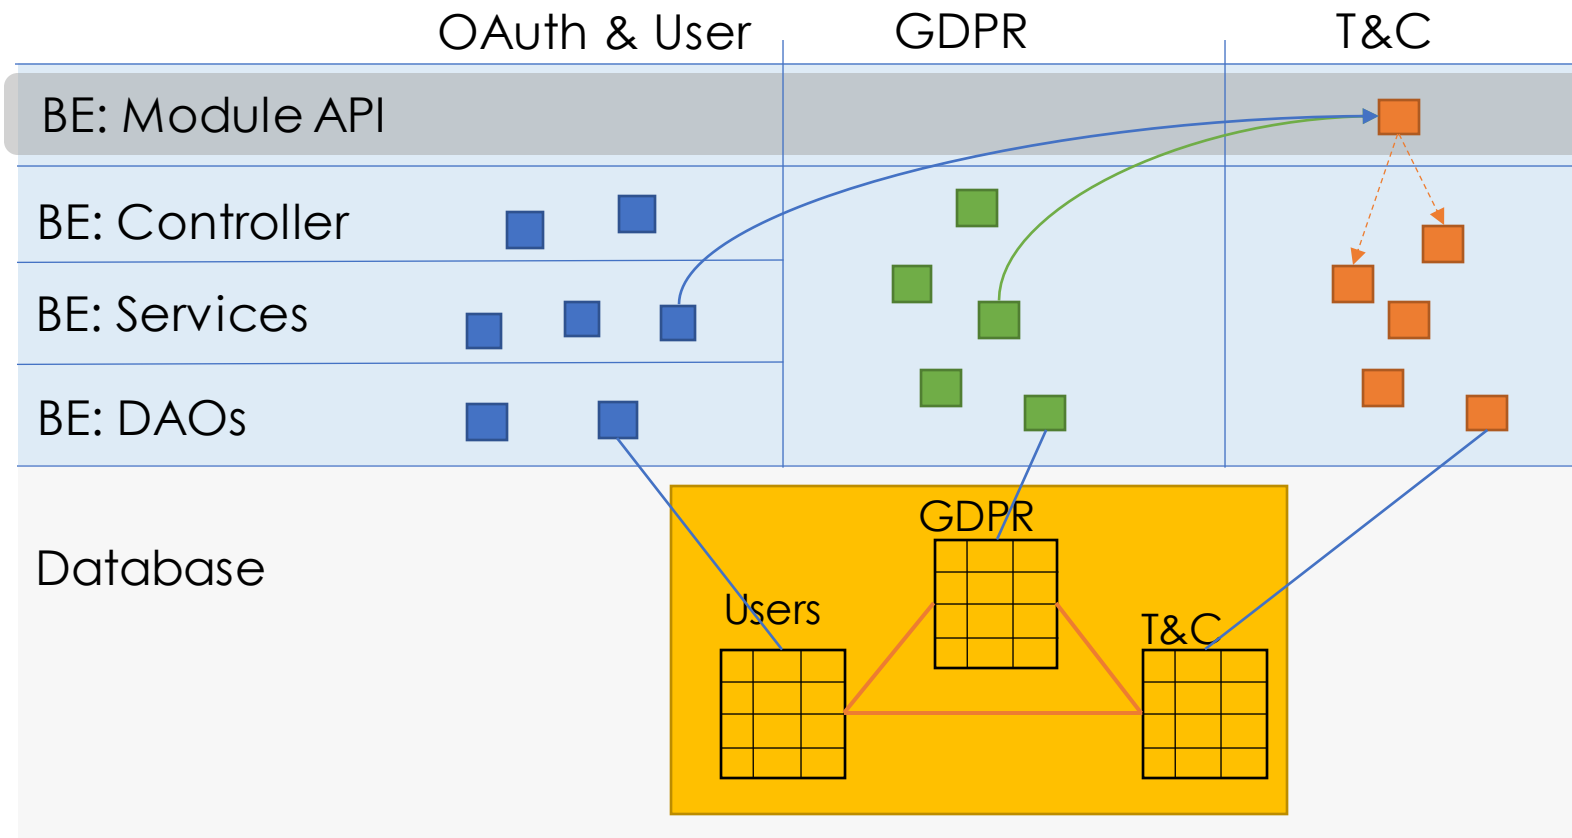 OAuth & User
GDPR
T&C
BE: Module API
BE: Controller
BE: Services
BE: DAOs
Database
GDPR
Users
T&C